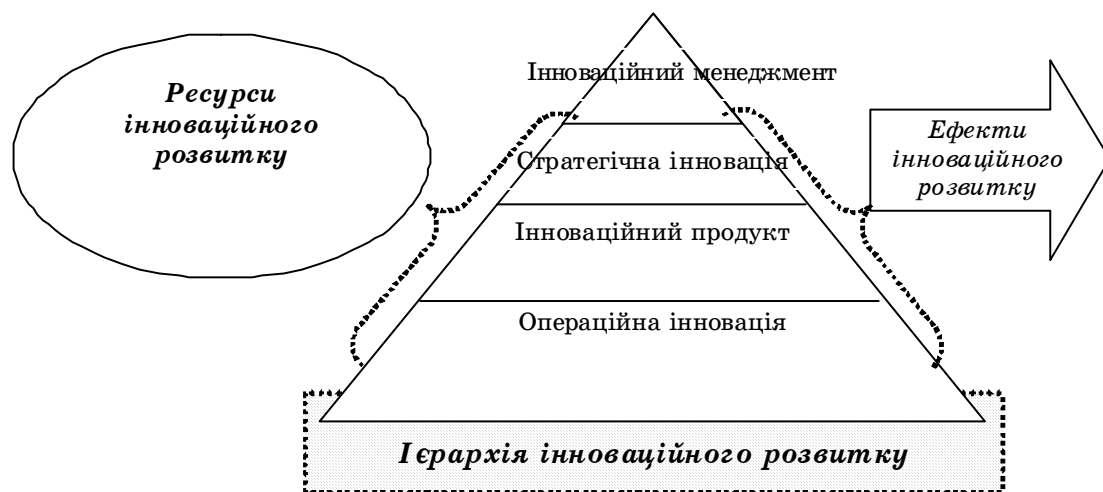 Ресурси
інноваційного
розвитку
Інноваційний менеджмент
Стратегічна інновація
Інноваційний продукт
Операційна інновація
Ефекти
інноваційного
розвитку
Ієрархія інноваційного розвитку